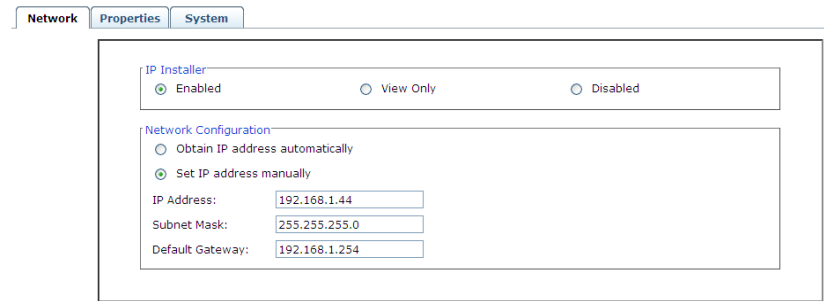 Network Properties System
IP Installer
Enabled View Only Disabled
Network Configuration
Obtain IP address automatically
Set IP address manually
IP Address: 192.168.1.44
Subnet Mask: 255.255.255.0
Default Gateway: 192.168.1.254